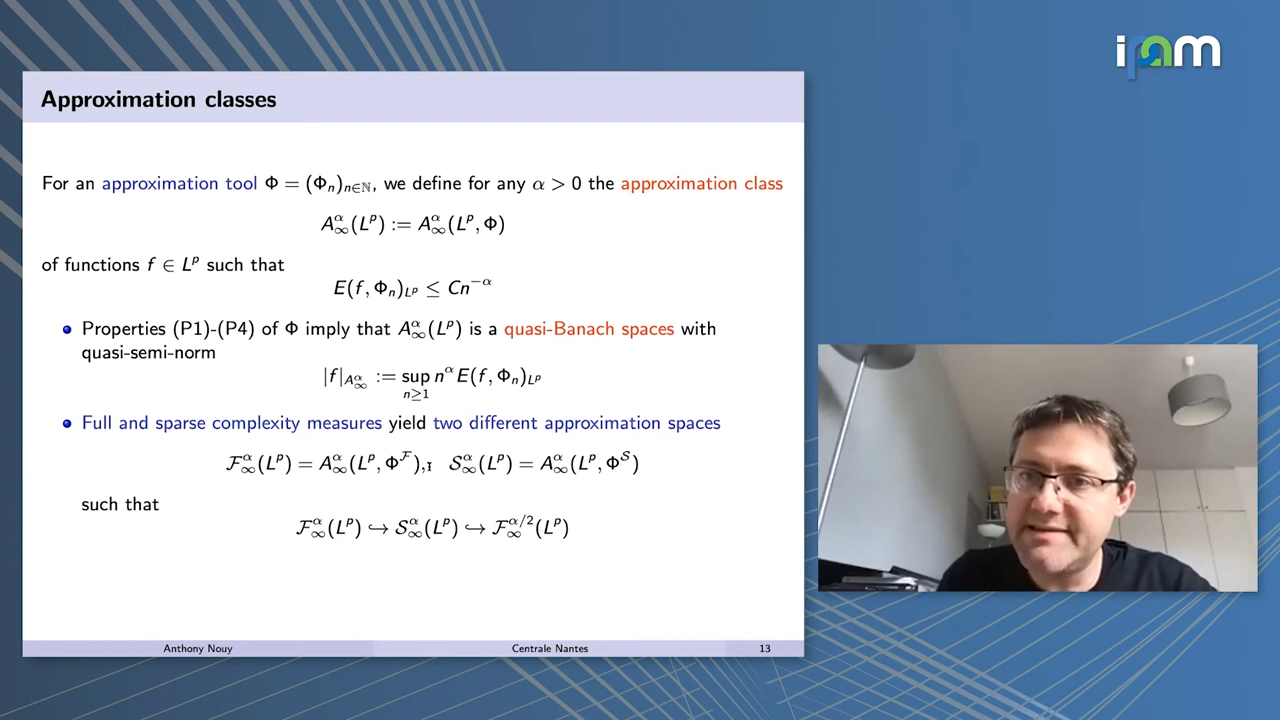 ipam
Approximation classes
For an approximation tool Φ = (Φₙ)ₙ∈ℕ, we define for any α > 0 the approximation class
A^α_∞(L^p) := A^α_∞(L^p, Φ)
of functions f ∈ L^p such that
E(f, Φₙ)_{L^p} ≤ Cn^{−α}
Properties (P1)-(P4) of Φ imply that A^α_∞(L^p) is a quasi-Banach spaces with
quasi-semi-norm
|f|_{A^α_∞} := sup_{n≥1} n^α E(f, Φₙ)_{L^p}
Full and sparse complexity measures yield two different approximation spaces
ℱ^α_∞(L^p) = A^α_∞(L^p, Φ^ℱ), 𝒮^α_∞(L^p) = A^α_∞(L^p, Φ^𝒮)
such that
ℱ^α_∞(L^p) ↪ 𝒮^α_∞(L^p) ↪ ℱ^{α/2}_∞(L^p)
Anthony Nouy Centrale Nantes 13